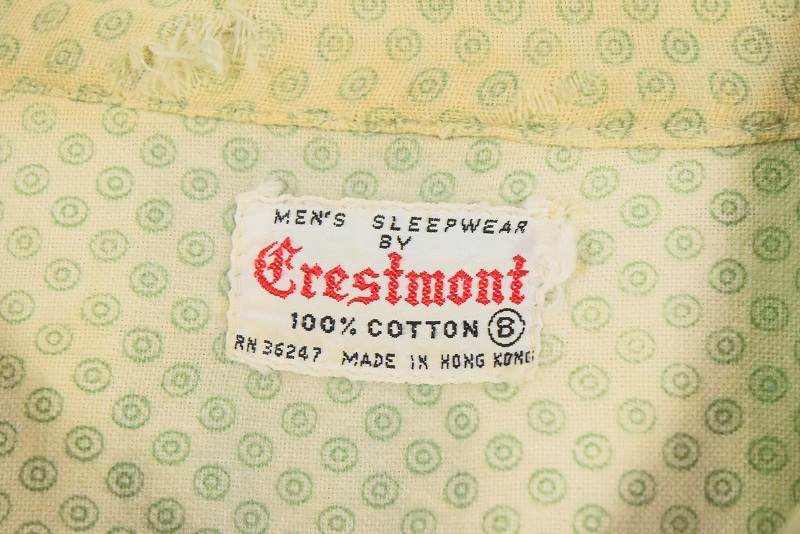 MEN'S SLEEPWEAR
BY
Crestmont
100% COTTON B
RN 36247 MADE IN HONG KONG